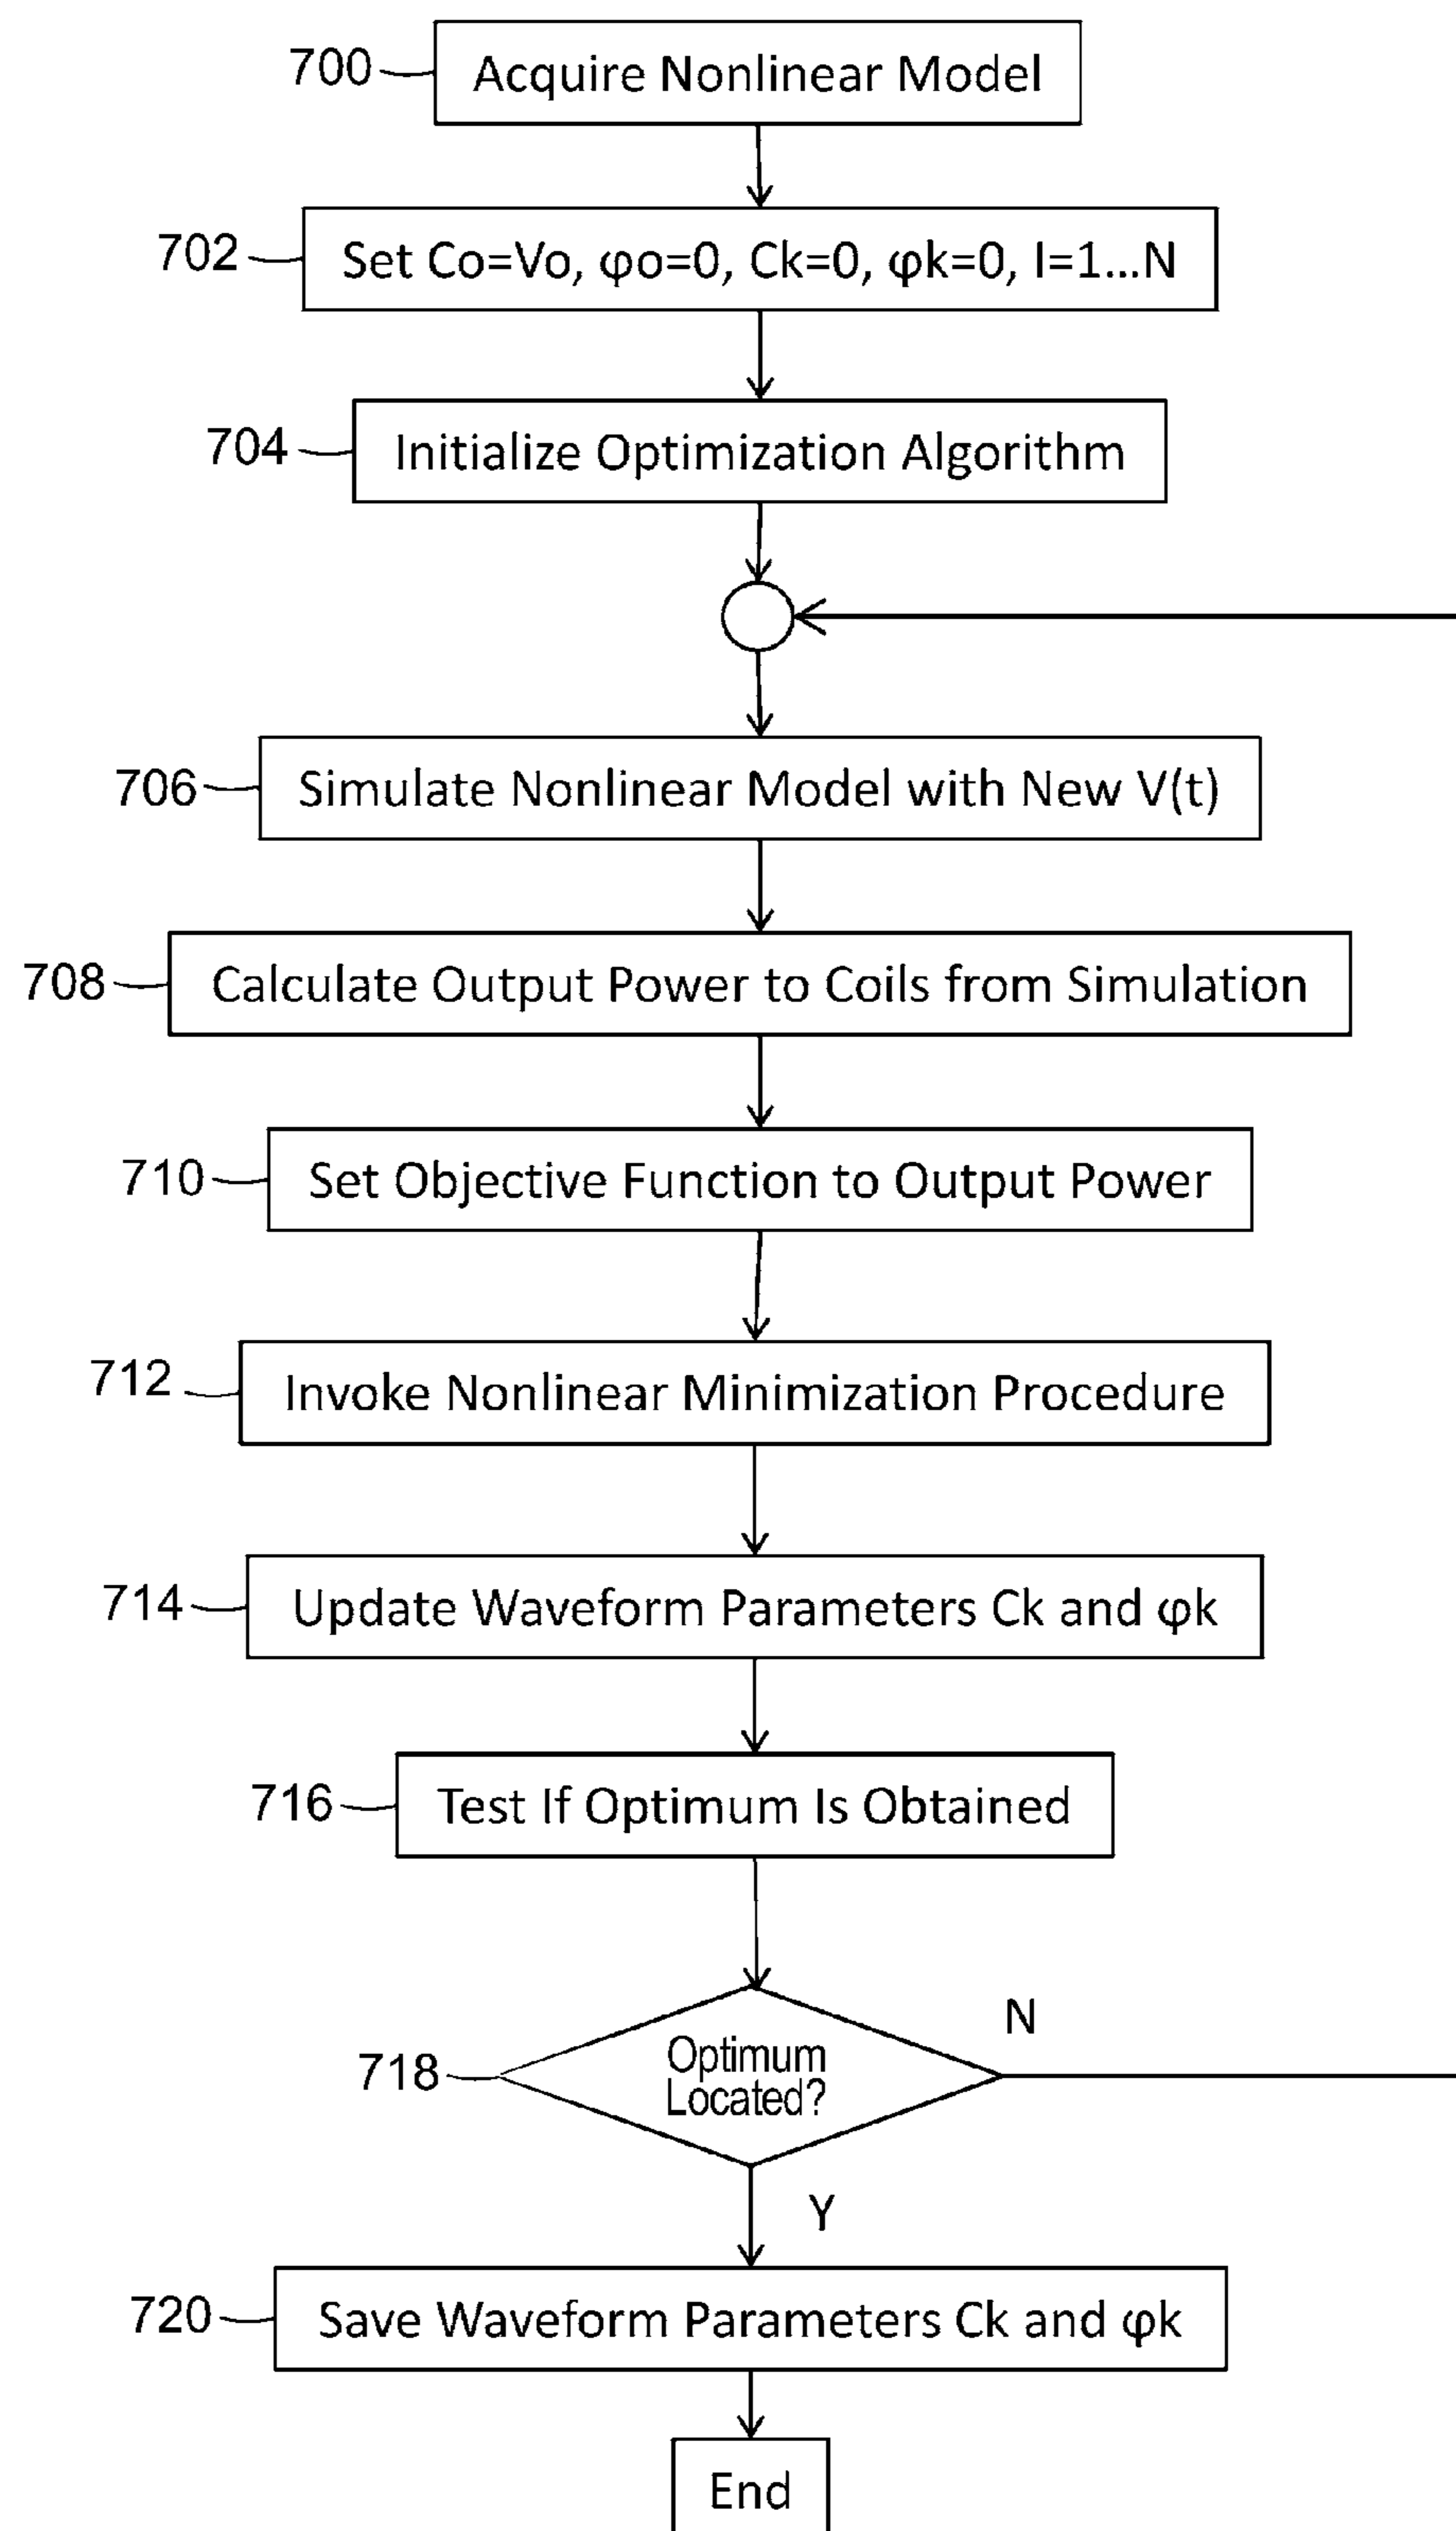 700 Acquire Nonlinear Model
702 Set Co=Vo, φo=0, Ck=0, φk=0, I=1...N
704 Initialize Optimization Algorithm
706 Simulate Nonlinear Model with New V(t)
708 Calculate Output Power to Coils from Simulation
710 Set Objective Function to Output Power
712 Invoke Nonlinear Minimization Procedure
714 Update Waveform Parameters Ck and φk
716 Test If Optimum Is Obtained
N
718 Optimum
Located?
Y
720 Save Waveform Parameters Ck and φk
End